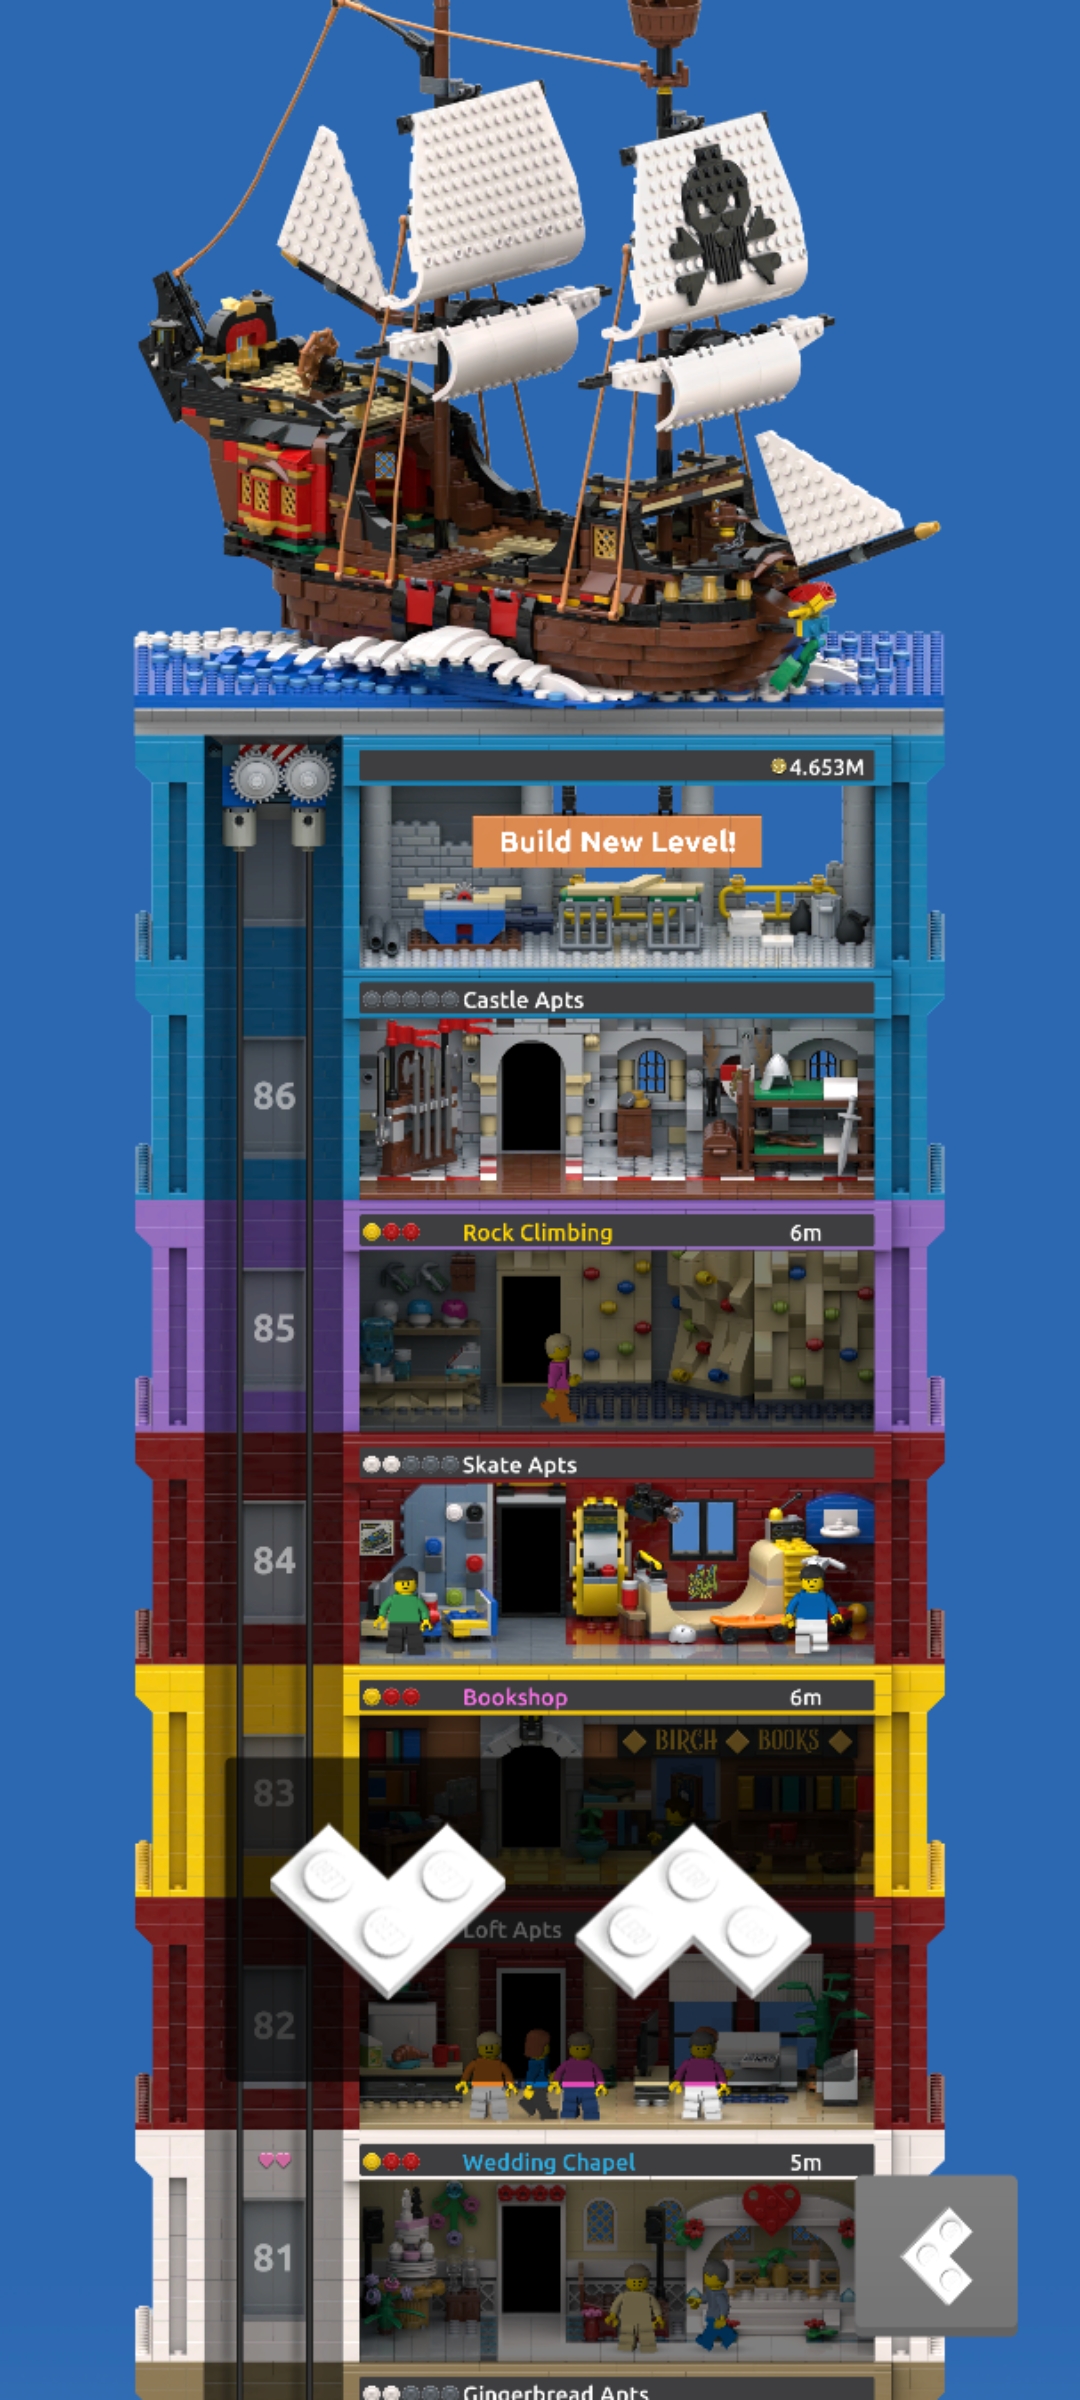 4.653M
Build New Level!
Castle Apts
86
Rock Climbing 6m
85
Skate Apts
84
Bookshop 6m
BIRCH BOOKS
83
Loft Apts
82
Wedding Chapel 5m
81
Gingerbread Apts